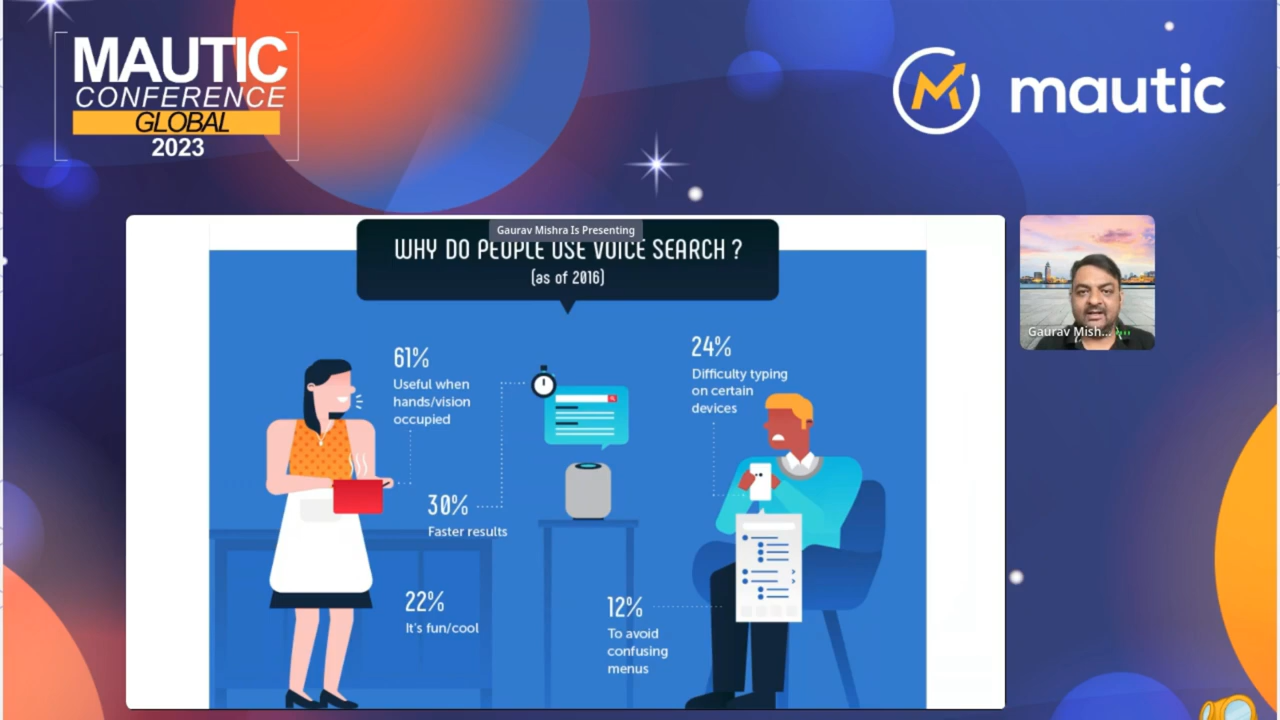 MAUTIC
CONFERENCE
GLOBAL
2023
mautic
Gaurav Mishra Is Presenting
WHY DO PEOPLE USE VOICE SEARCH ?
(as of 2016)
61%
Useful when
hands/vision
occupied
30%
Faster results
22%
It's fun/cool
24%
Difficulty typing
on certain
devices
12%
To avoid
confusing
menus
Gaurav Mish...